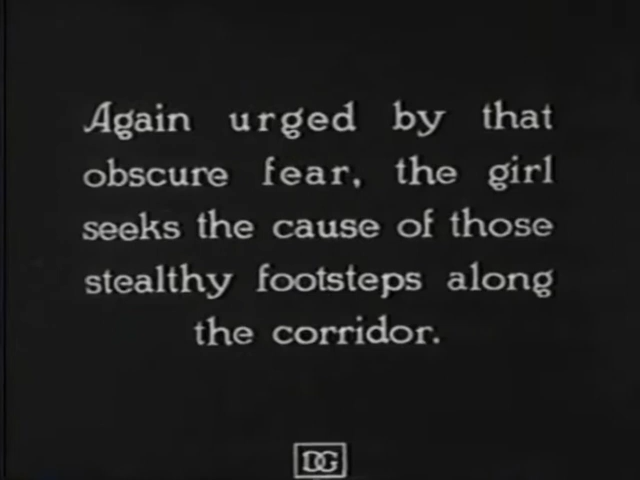 Again urged by that
obscure fear, the girl
seeks the cause of those
stealthy footsteps along
the corridor.
DG